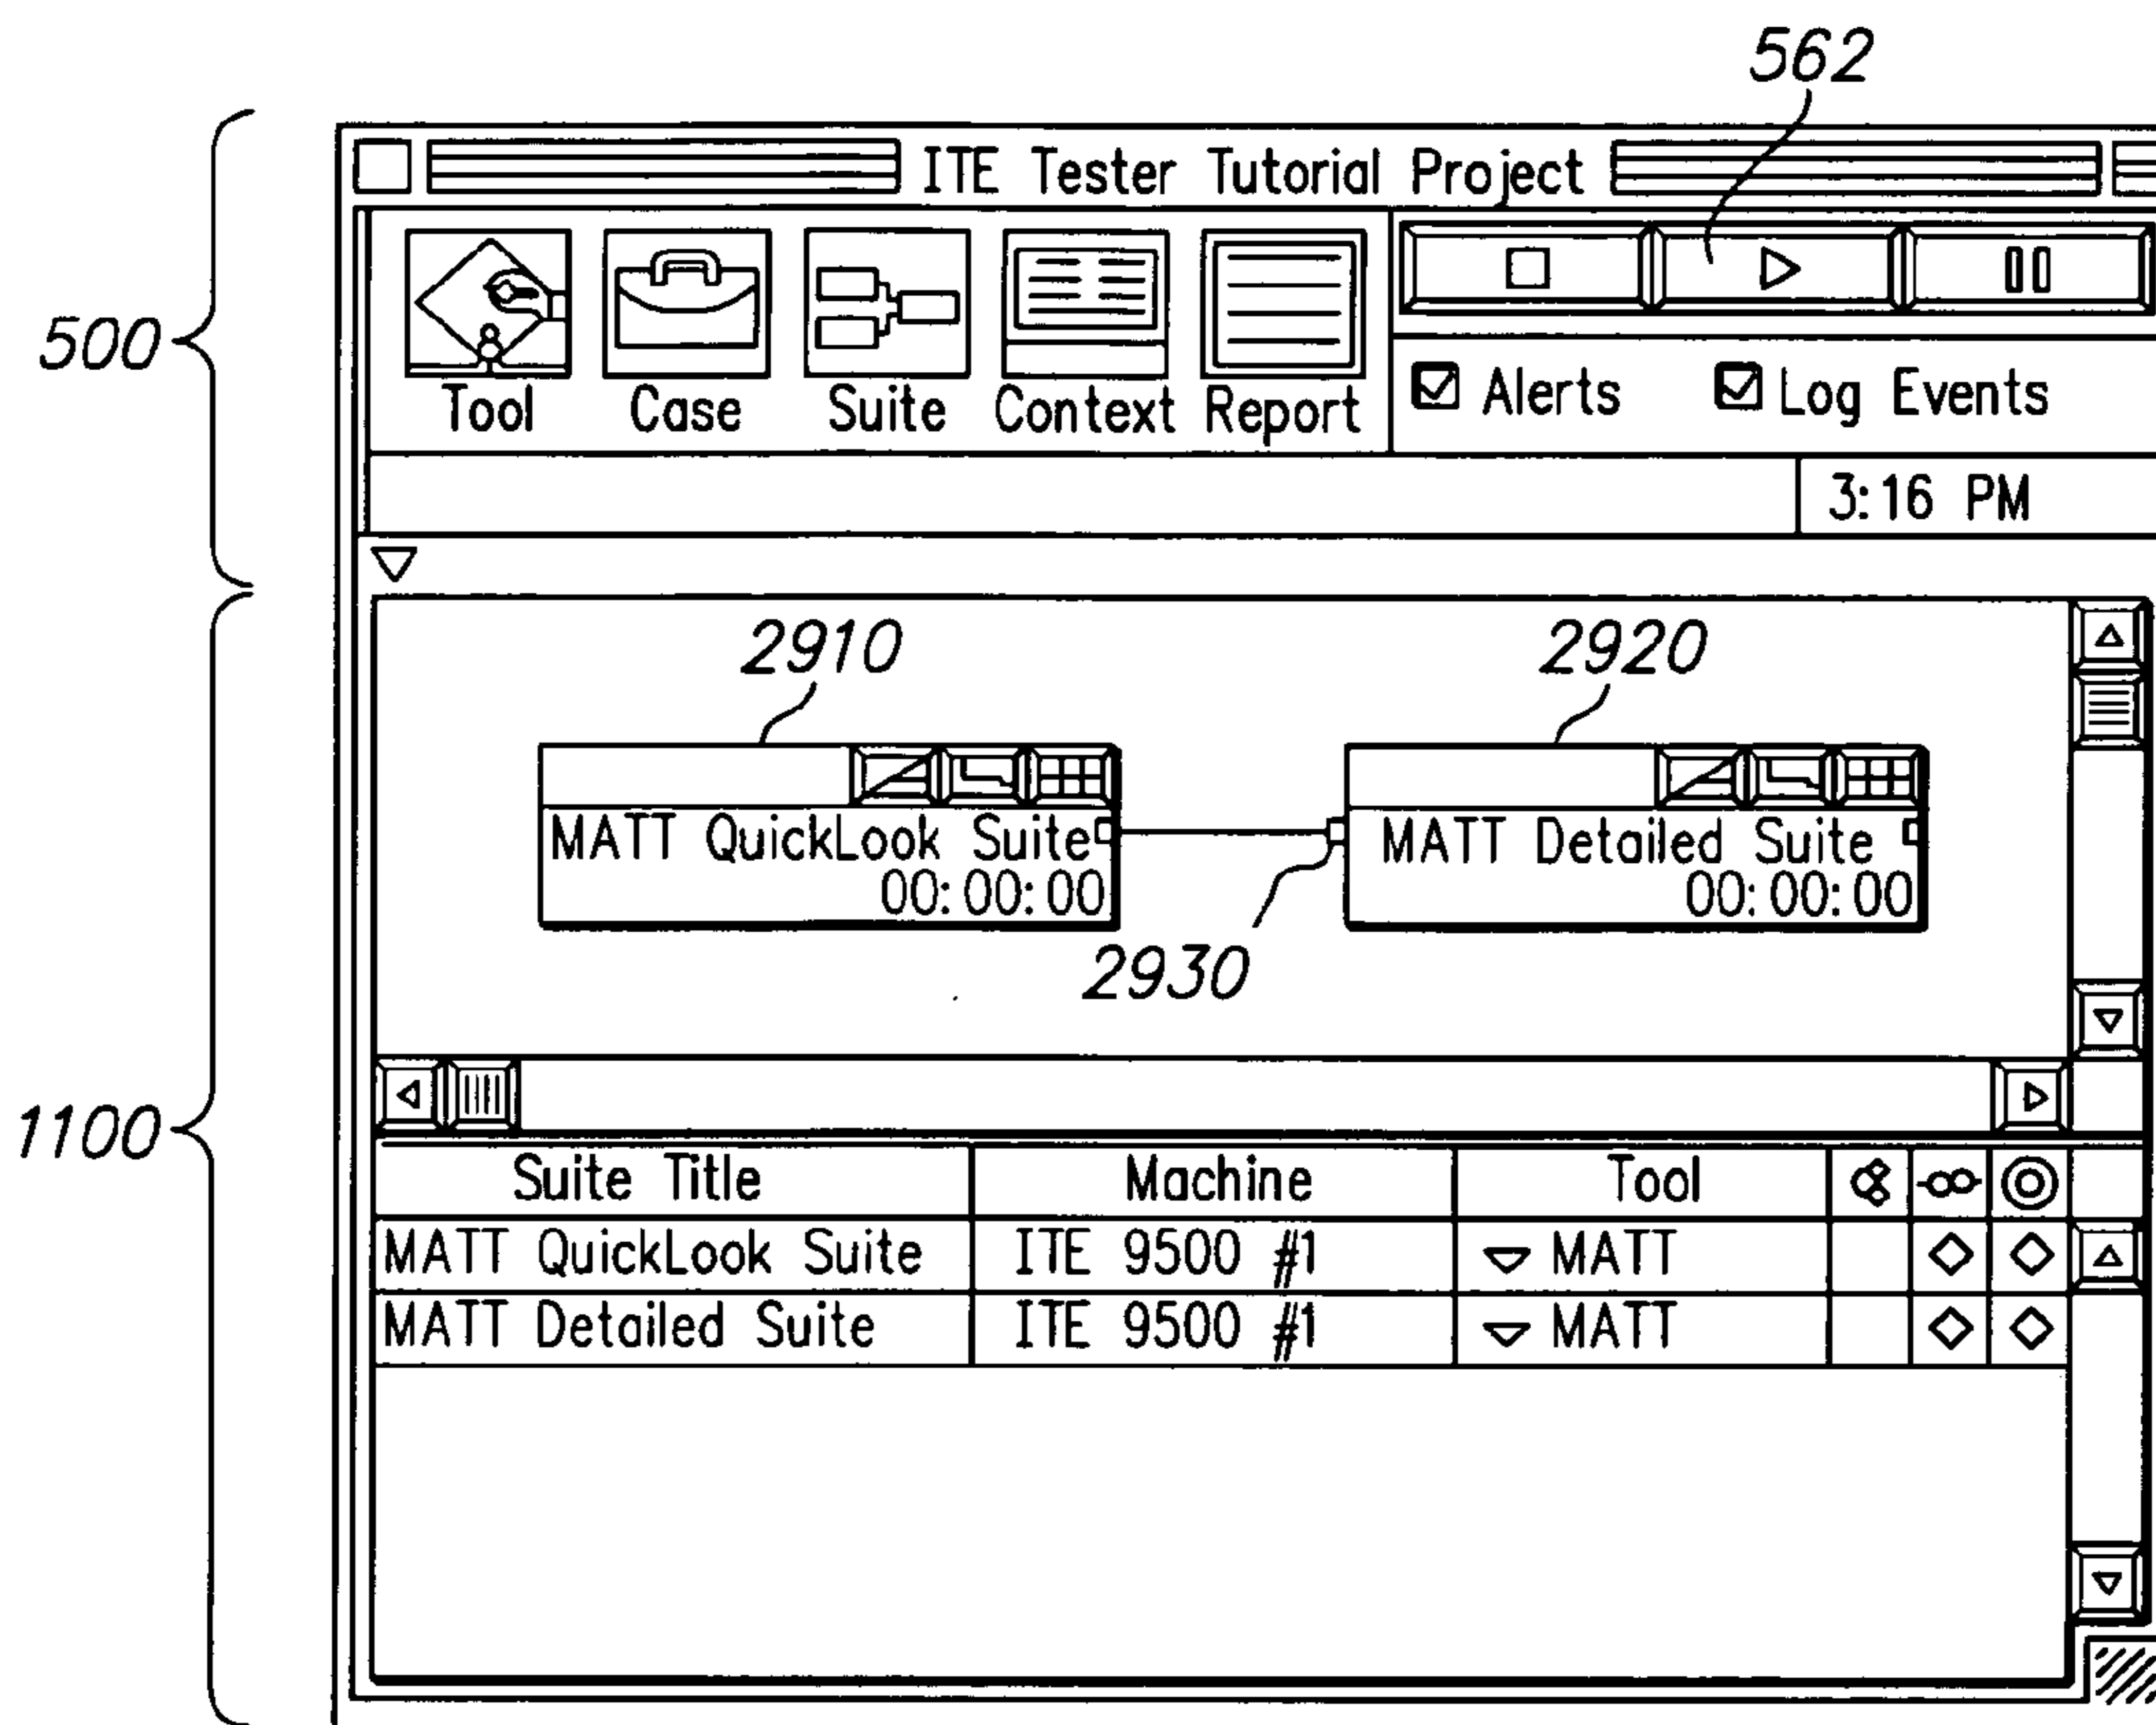 562
ITE Tester Tutorial Project
500
Tool Case Suite Context Report
Alerts Log Events
3:16 PM
2910 2920
MATT QuickLook Suite
00:00:00
MATT Detailed Suite
00:00:00
2930
1100
Suite Title Machine Tool
MATT QuickLook Suite ITE 9500 #1 MATT
MATT Detailed Suite ITE 9500 #1 MATT